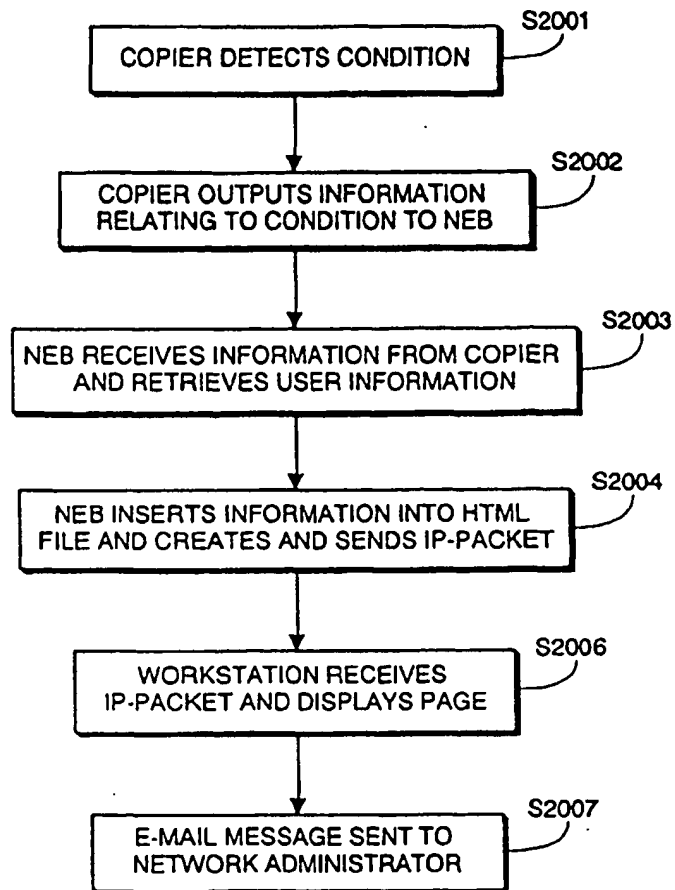 S2001
COPIER DETECTS CONDITION
S2002
COPIER OUTPUTS INFORMATION
RELATING TO CONDITION TO NEB
S2003
NEB RECEIVES INFORMATION FROM COPIER
AND RETRIEVES USER INFORMATION
S2004
NEB INSERTS INFORMATION INTO HTML
FILE AND CREATES AND SENDS IP-PACKET
S2006
WORKSTATION RECEIVES
IP-PACKET AND DISPLAYS PAGE
S2007
E-MAIL MESSAGE SENT TO
NETWORK ADMINISTRATOR